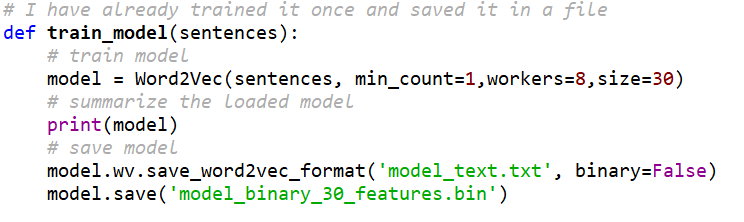 # I have already trained it once and saved it in a file
def train_model(sentences):
    # train model
    model = Word2Vec(sentences, min_count=1,workers=8,size=30)
    # summarize the loaded model
    print(model)
    # save model
    model.wv.save_word2vec_format('model_text.txt', binary=False)
    model.save('model_binary_30_features.bin')